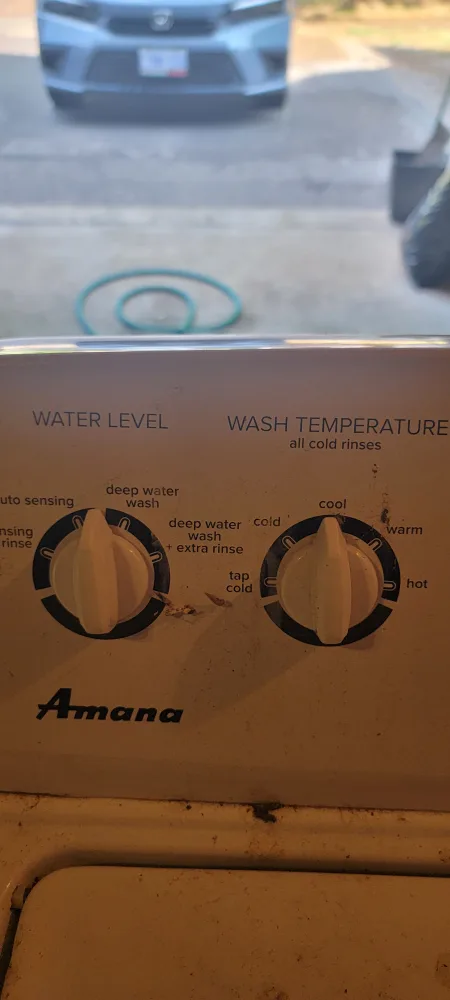 WATER LEVEL
WASH TEMPERATURE
all cold rinses
uto sensing
deep water
wash
nsing
rinse
deep water
wash
+ extra rinse
tap
cold
cold
cool
warm
hot
Amana